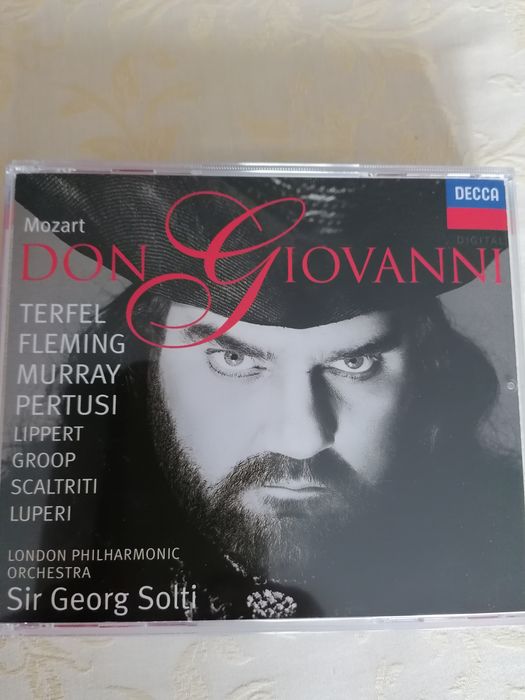 DECCA
Mozart
DIGITAL
DON GIOVANNI
TERFEL
FLEMING
MURRAY
PERTUSI
LIPPERT
GROOP
SCALTRITI
LUPERI
LONDON PHILHARMONIC
ORCHESTRA
Sir Georg Solti